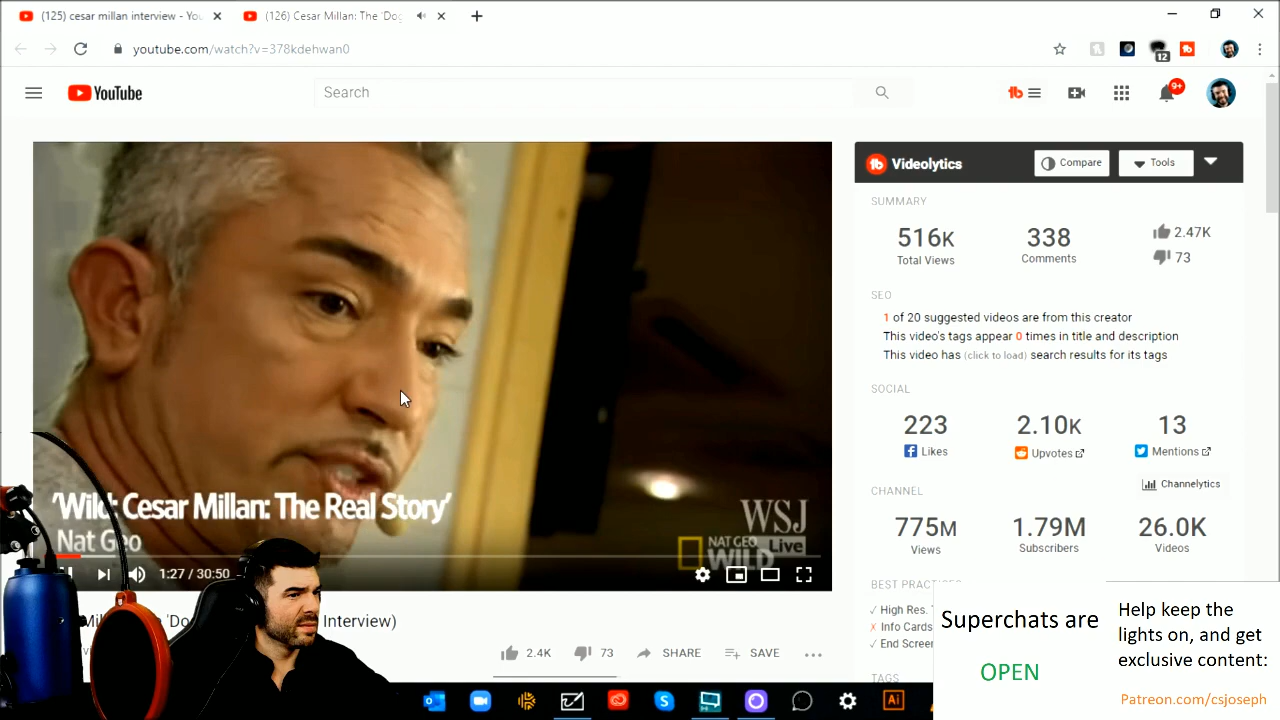 (125) cesar millan interview - You
(126) Cesar Millan: The 'Dog
youtube.com/watch?v=378kdehwan0
12
YouTube
Search
9+
'Wild: Cesar Millan: The Real Story'
Nat Geo
WSJ
Live
NAT GEO
WILD
1:27 / 30:50
Interview)
2.4K
73
SHARE
SAVE
Videolytics
Compare
Tools
SUMMARY
516K
Total Views
338
Comments
2.47K
73
SEO
1 of 20 suggested videos are from this creator
This video's tags appear 0 times in title and description
This video has (click to load) search results for its tags
SOCIAL
223
Likes
2.10K
Upvotes
13
Mentions
Channelytics
CHANNEL
775M
Views
1.79M
Subscribers
26.0K
Videos
BEST PRACTICES
High Res.
Info Cards
End Screen
TAGS
Superchats are
OPEN
Help keep the
lights on, and get
exclusive content:
Patreon.com/csjoseph
Ai